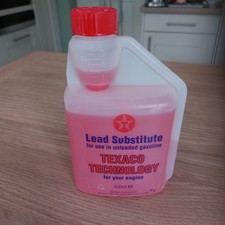 Lead Substitute
for use in unleaded gasoline
TEXACO
TECHNOLOGY
for your engine